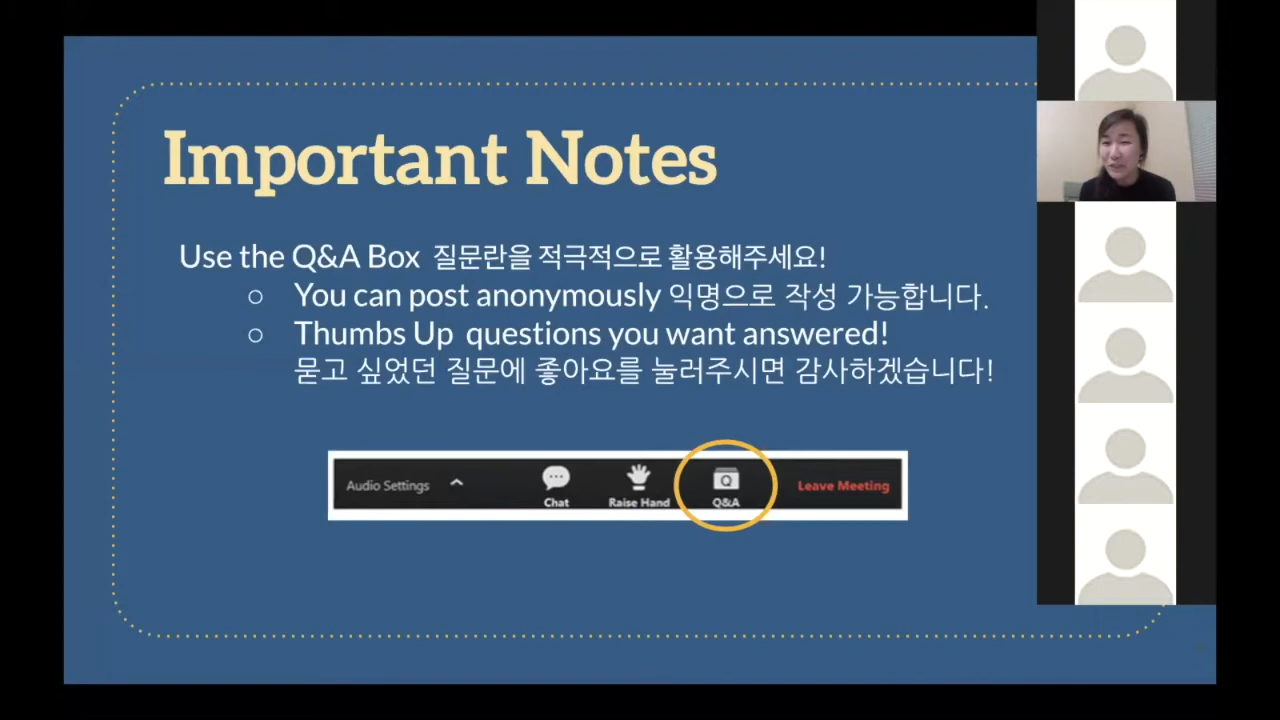 Important Notes
Use the Q&A Box 질문란을 적극적으로 활용해주세요!
○ You can post anonymously 익명으로 작성 가능합니다.
○ Thumbs Up questions you want answered!
묻고 싶었던 질문에 좋아요를 눌러주시면 감사하겠습니다!
Audio Settings Chat Raise Hand Q&A Leave Meeting